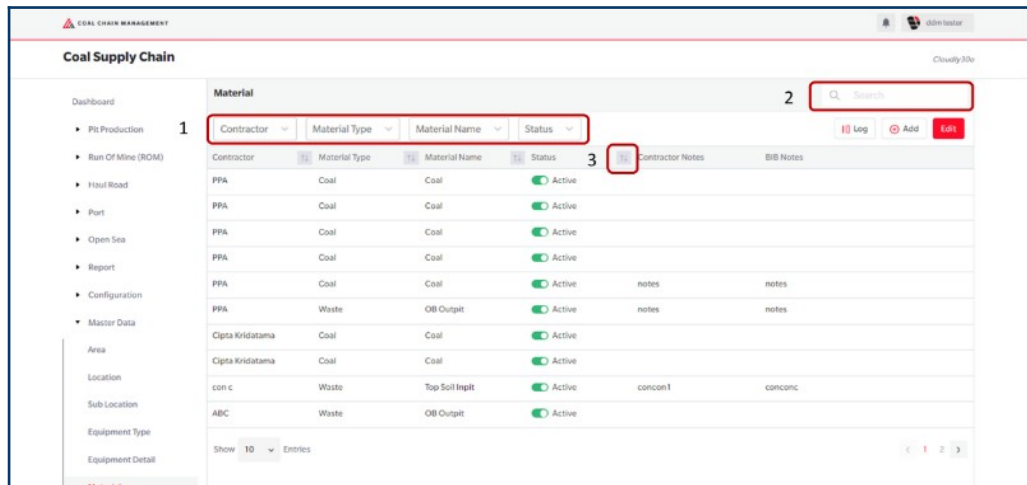 COAL CHAIN MANAGEMENT
ddm testor
Coal Supply Chain
Cloudly30o
Dashboard
Pit Production
Run Of Mine (ROM)
Haul Road
Port
Open Sea
Report
Configuration
Master Data
Area
Location
Sub Location
Equipment Type
Equipment Detail
Material
2
Search
1
Contractor Material Type Material Name Status
Log Add Edit
Contractor Material Type Material Name Status 3 Contractor Notes BIB Notes
PPA Coal Coal Active
PPA Coal Coal Active
PPA Coal Coal Active
PPA Coal Coal Active
PPA Coal Coal Active notes notes
PPA Waste OB Outpit Active notes notes
Cipta Kridatama Coal Coal Active
Cipta Kridatama Coal Coal Active
con c Waste Top Soil Inpit Active concon1 conconc
ABC Waste OB Outpit Active
Show 10 Entries
1 2